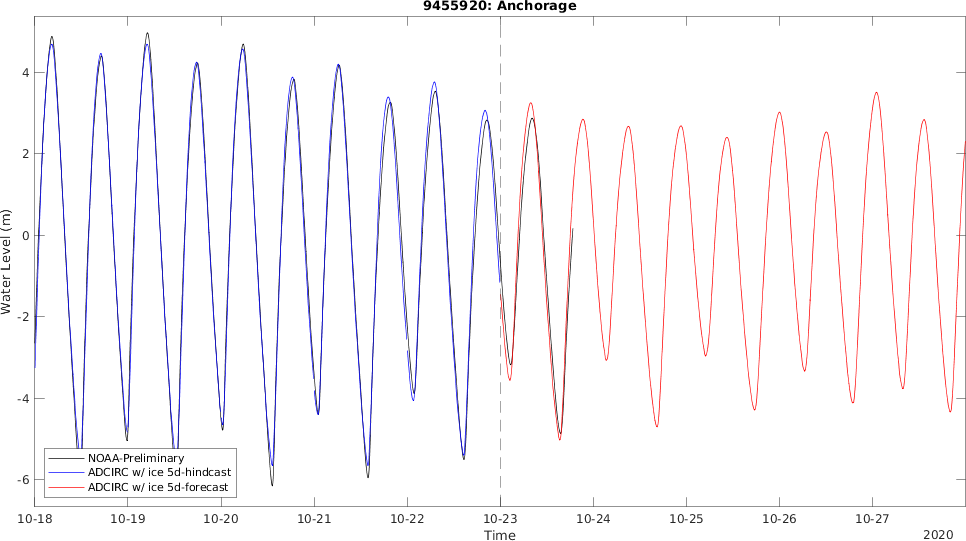 9455920: Anchorage
4
2
0
-2
-4
-6
Water Level (m)
NOAA-Preliminary
ADCIRC w/ ice 5d-hindcast
ADCIRC w/ ice 5d-forecast
10-18 10-19 10-20 10-21 10-22 10-23 10-24 10-25 10-26 10-27
Time
2020